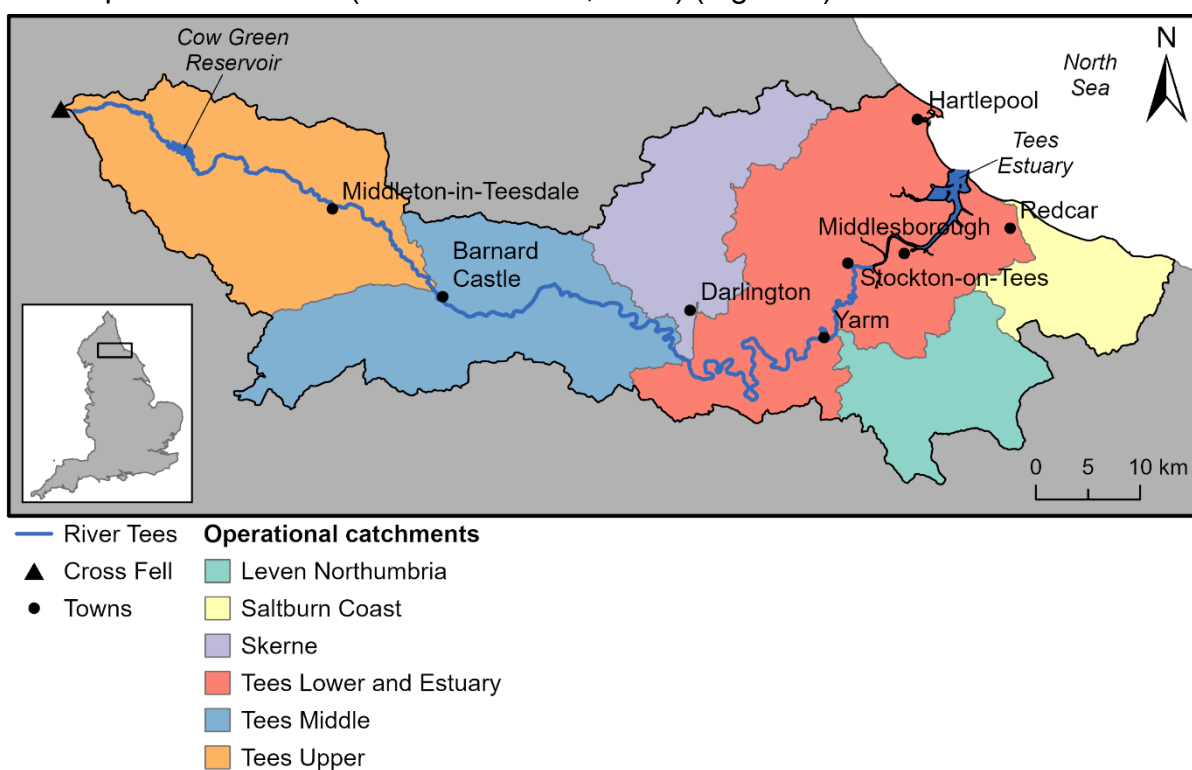 Cow Green
Reservoir
North
Sea
N
Hartlepool
Tees
Estuary
Middleton-in-Teesdale
Redcar
Middlesborough
Barnard
Castle
Stockton-on-Tees
Darlington
Yarm
0 5 10 km
River Tees
Operational catchments
Cross Fell
Leven Northumbria
Towns
Saltburn Coast
Skerne
Tees Lower and Estuary
Tees Middle
Tees Upper